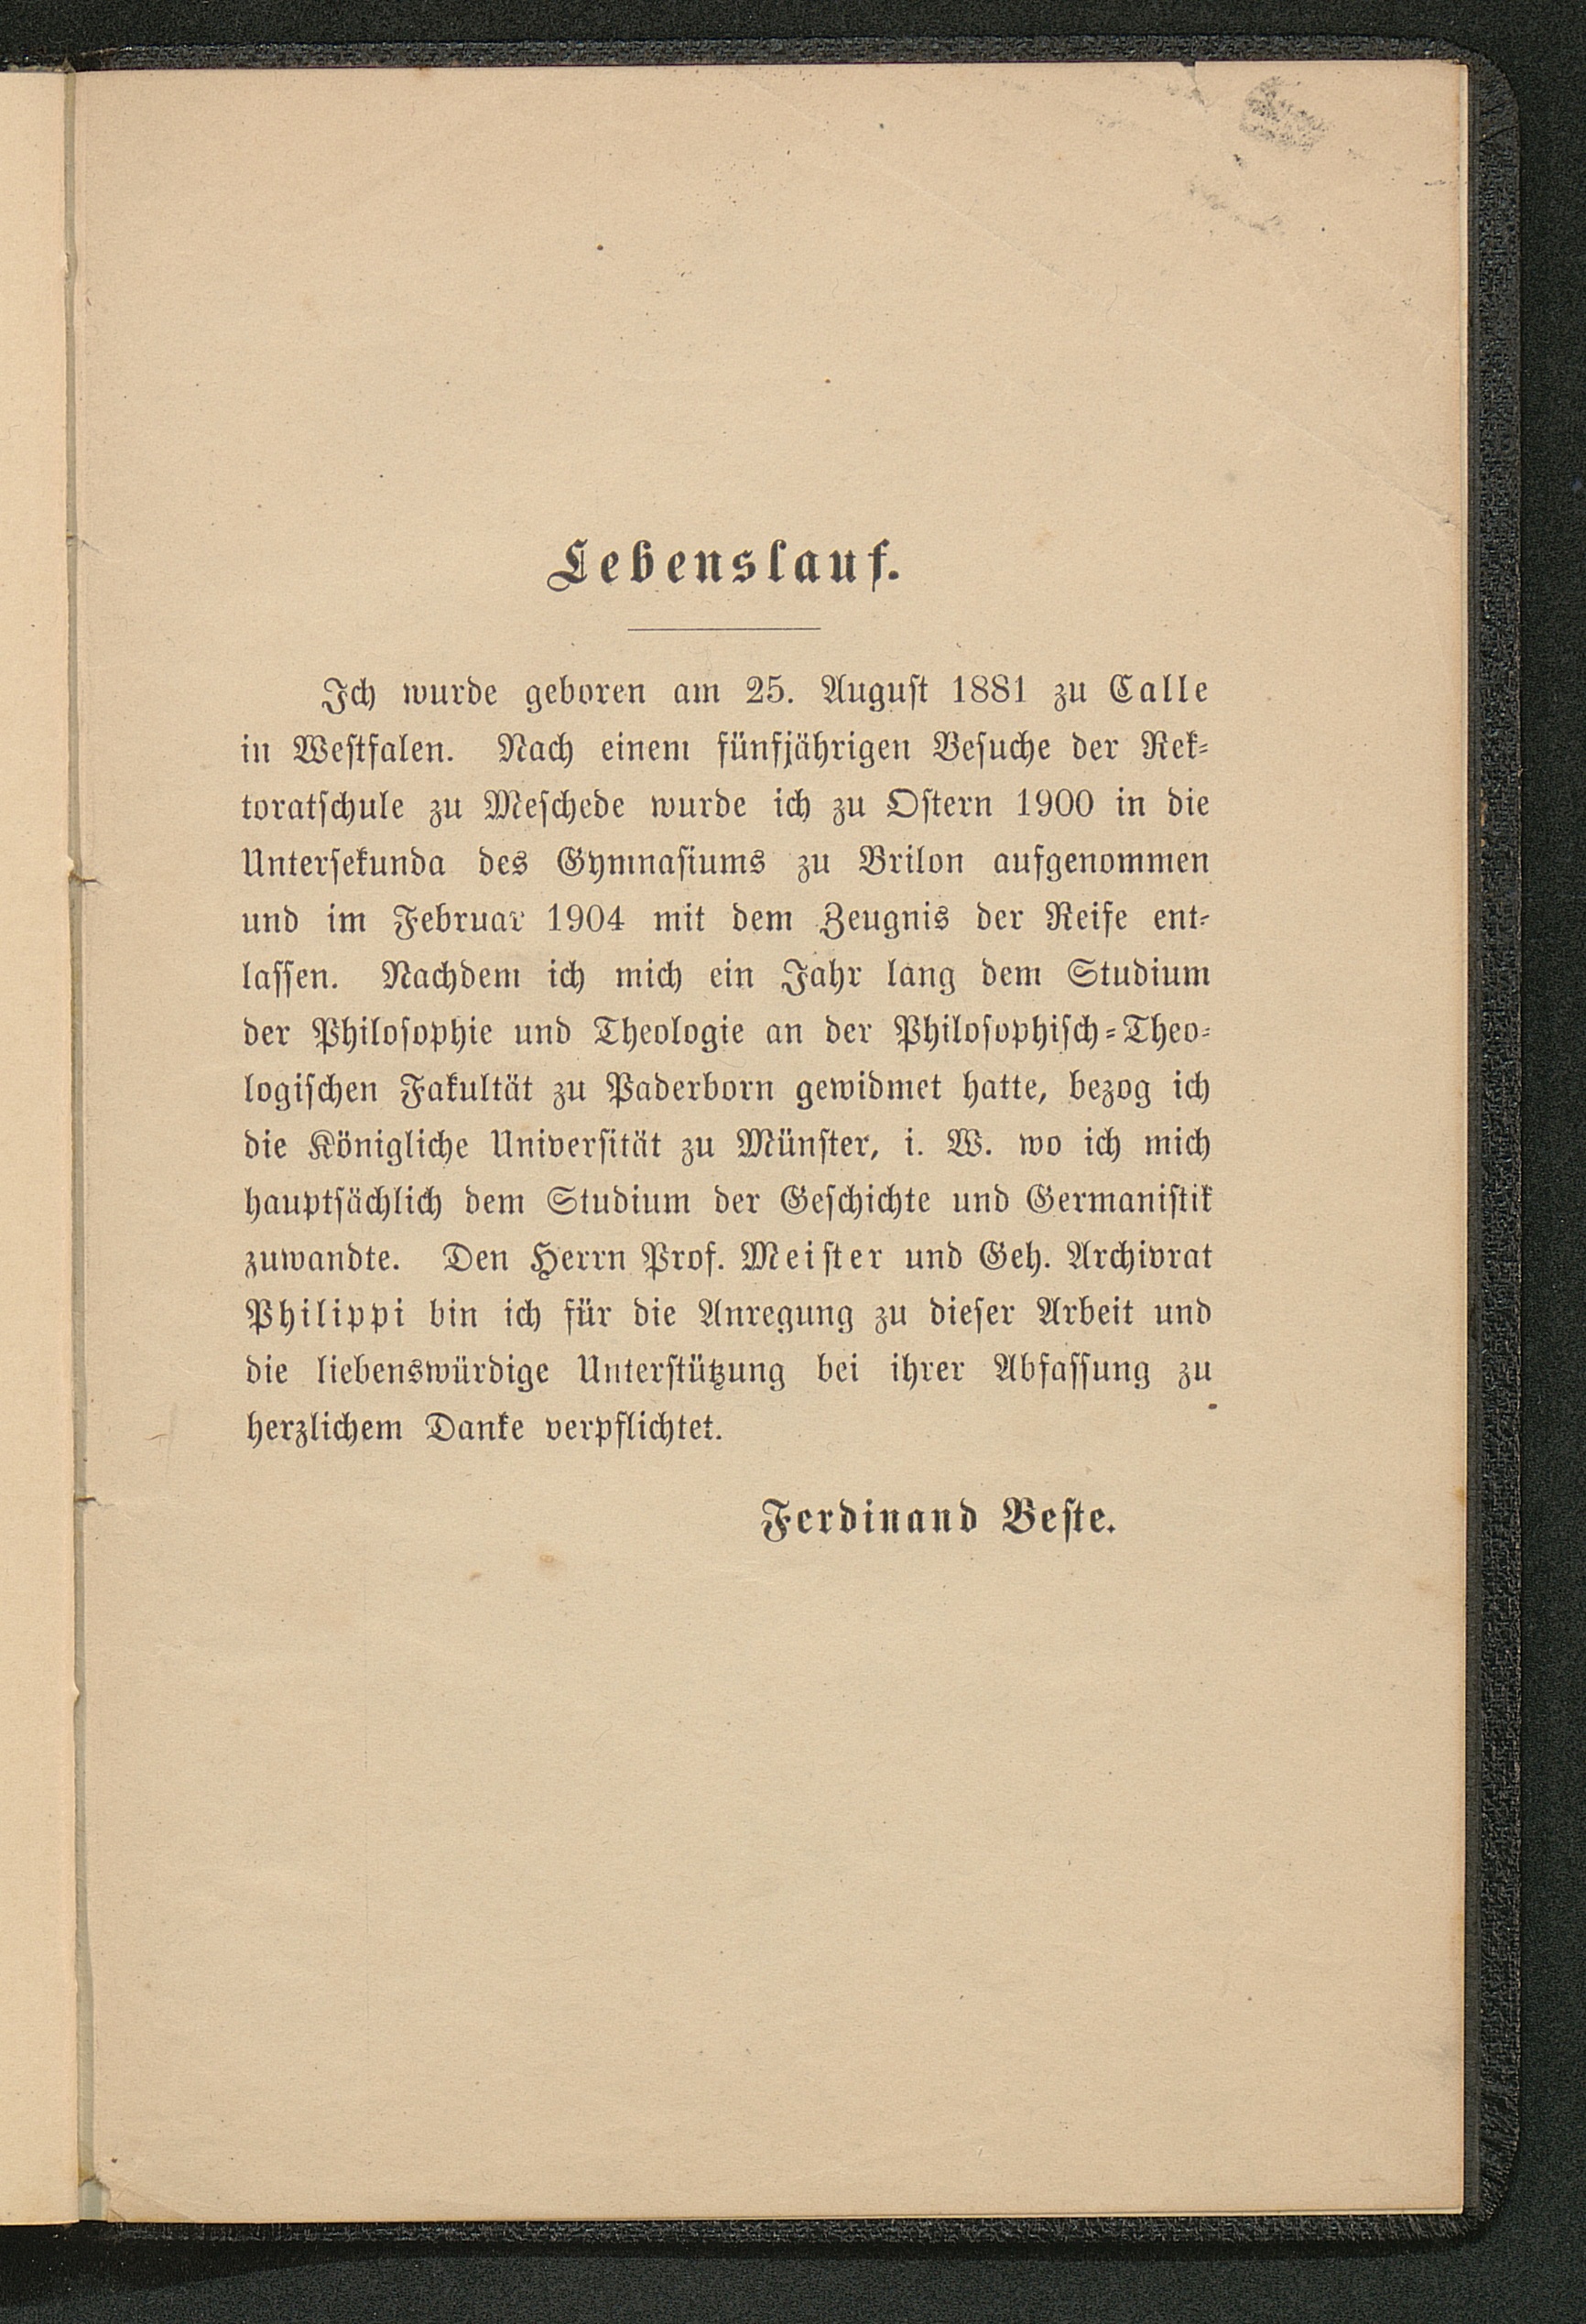 Lebenslauf.
Ich wurde geboren am 25. August 1881 zu Calle
in Westfalen. Nach einem fünfjährigen Besuche der Rek-
toratschule zu Meschede wurde ich zu Ostern 1900 in die
Untersekunda des Gymnasiums zu Brilon aufgenommen
und im Februar 1904 mit dem Zeugnis der Reife ent-
lassen. Nachdem ich mich ein Jahr lang dem Studium
der Philosophie und Theologie an der Philosophisch-Theo-
logischen Fakultät zu Paderborn gewidmet hatte, bezog ich
die Königliche Universität zu Münster, i. W. wo ich mich
hauptsächlich dem Studium der Geschichte und Germanistik
zuwandte. Den Herrn Prof. Meister und Geh. Archivrat
Philippi bin ich für die Anregung zu dieser Arbeit und
die liebenswürdige Unterstützung bei ihrer Abfassung zu
herzlichem Danke verpflichtet.
Ferdinand Beste.